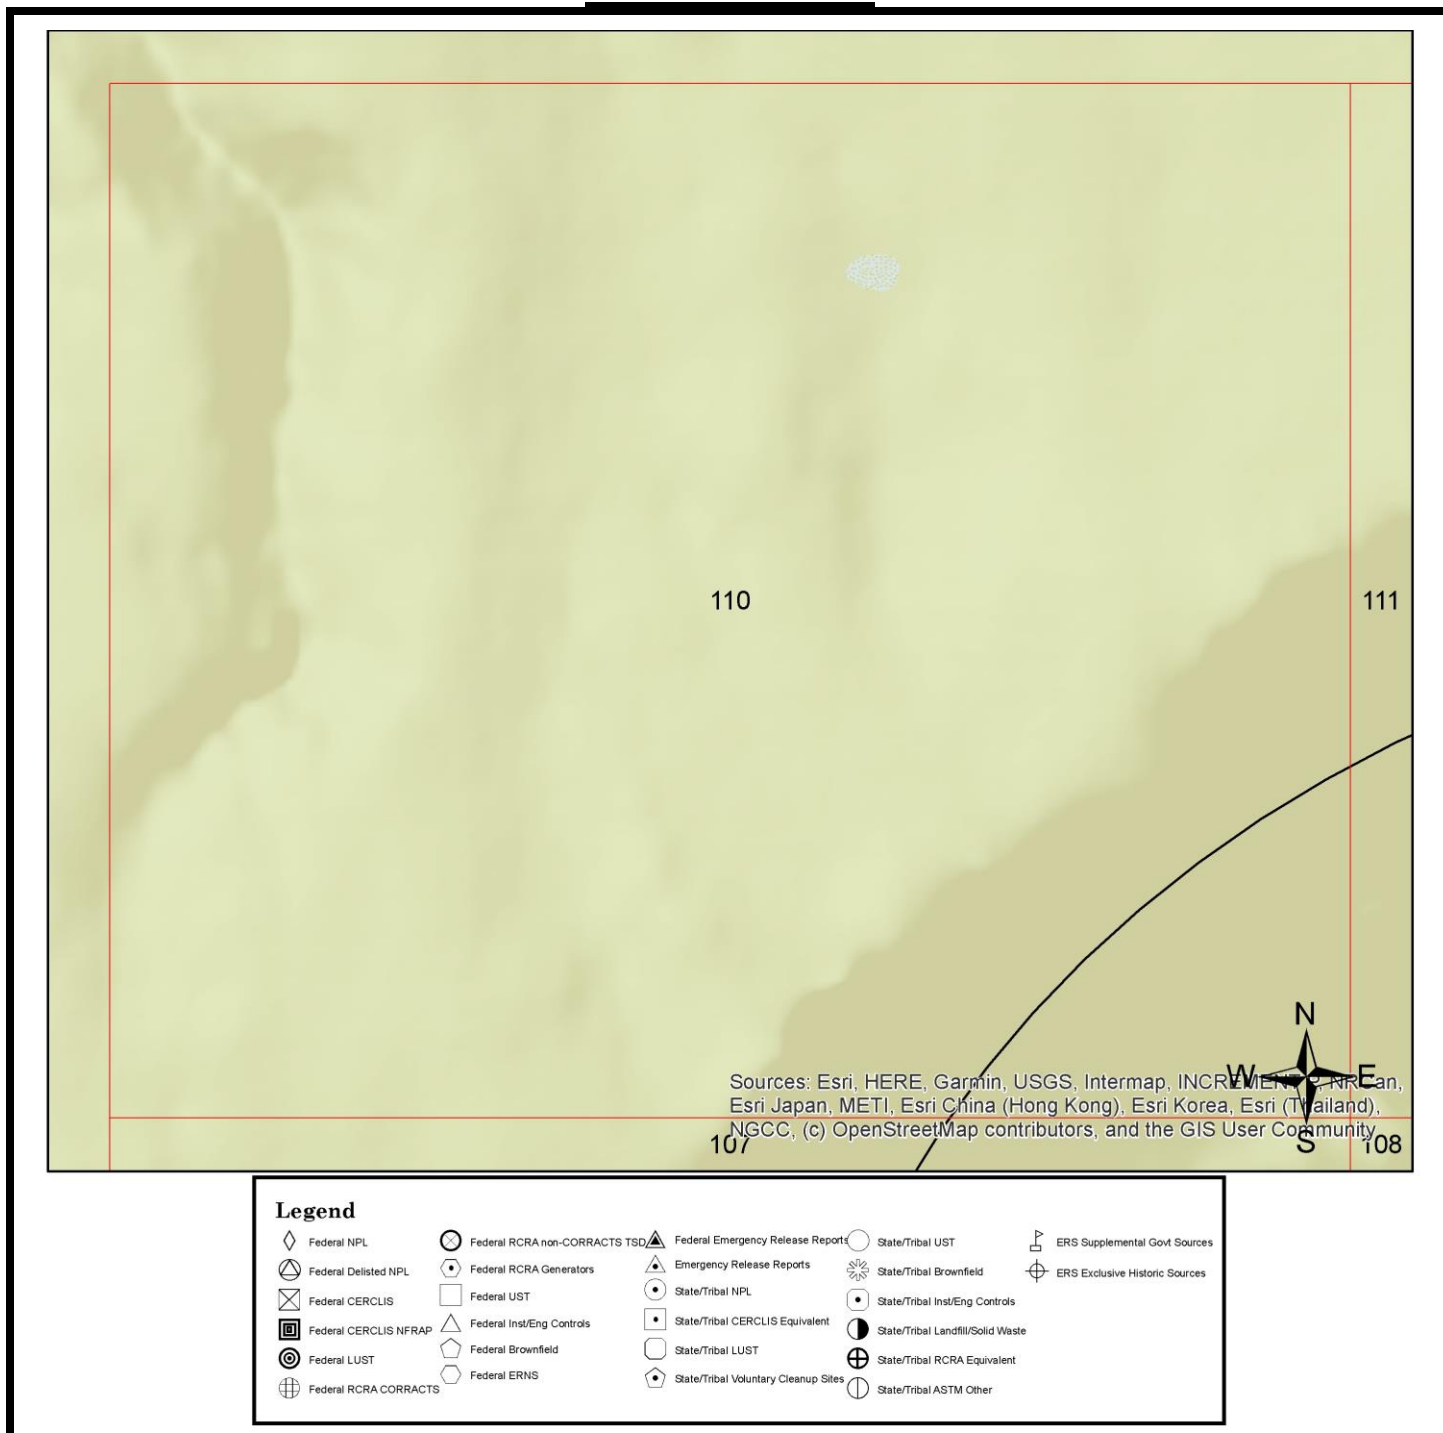 110
111
N
W
E
S
Sources: Esri, HERE, Garmin, USGS, Intermap, INCREMENT P, NRCan,
Esri Japan, METI, Esri China (Hong Kong), Esri Korea, Esri (Thailand),
NGCC, (c) OpenStreetMap contributors, and the GIS User Community
107
108
Legend
Federal NPL
Federal Delisted NPL
Federal CERCLIS
Federal CERCLIS NFRAP
Federal LUST
Federal RCRA CORRACTS
Federal RCRA non-CORRACTS TSD
Federal RCRA Generators
Federal UST
Federal Inst/Eng Controls
Federal Brownfield
Federal ERNS
Federal Emergency Release Reports
Emergency Release Reports
State/Tribal NPL
State/Tribal CERCLIS Equivalent
State/Tribal LUST
State/Tribal Voluntary Cleanup Sites
State/Tribal UST
State/Tribal Brownfield
State/Tribal Inst/Eng Controls
State/Tribal Landfill/Solid Waste
State/Tribal RCRA Equivalent
State/Tribal ASTM Other
ERS Supplemental Govt Sources
ERS Exclusive Historic Sources